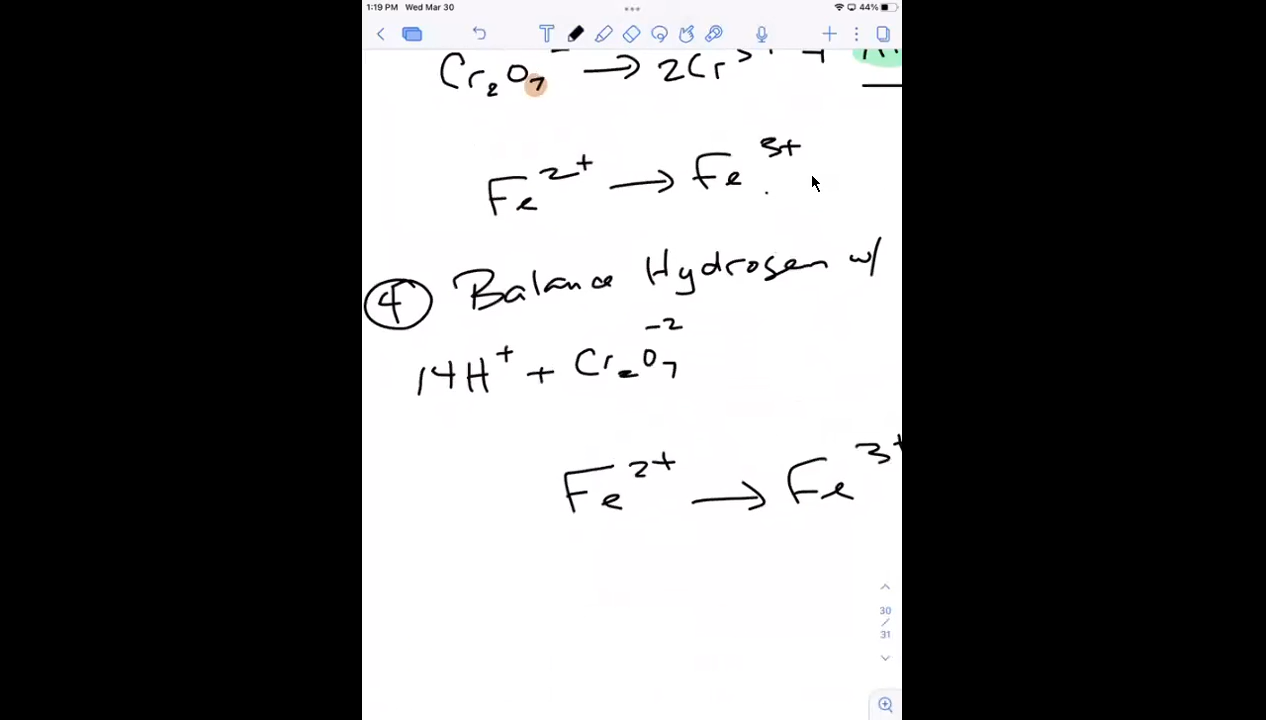 1:19 PM Wed Mar 30 44%
Cr₂O₇ → 2Cr³⁺ +
Fe²⁺ → Fe³⁺
④ Balance Hydrogen w/
14H⁺ + Cr₂O₇⁻²
Fe²⁺ → Fe³⁺
30
/
31